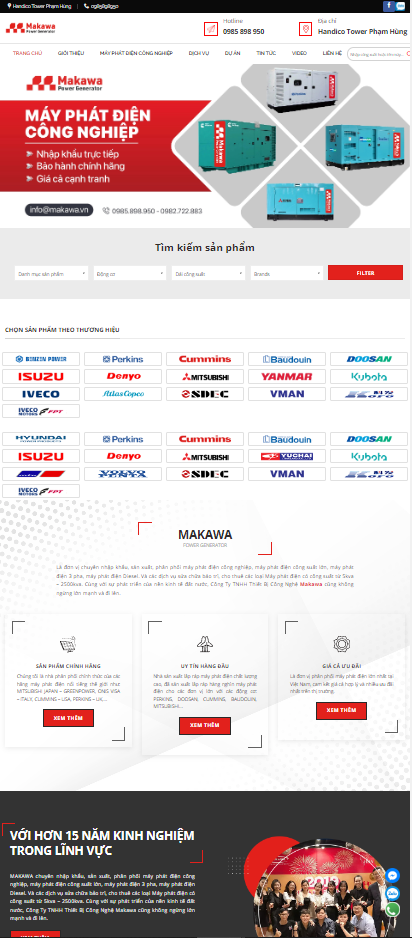 Handico Tower Phạm Hùng
0985898950
Makawa
Power Generator
Hotline
0985 898 950
Địa chỉ
Handico Tower Phạm Hùng
TRANG CHỦ
GIỚI THIỆU
MÁY PHÁT ĐIỆN CÔNG NGHIỆP
DỊCH VỤ
DỰ ÁN
TIN TỨC
VIDEO
LIÊN HỆ
Makawa
Power Generator
MÁY PHÁT ĐIỆN
CÔNG NGHIỆP
Nhập khẩu trực tiếp
Bảo hành chính hãng
Giá cả cạnh tranh
info@makawa.vn
0985.898.950 - 0982.722.883
Tìm kiếm sản phẩm
Danh mục sản phẩm
Động cơ
Dải công suất
Brands
FILTER
CHỌN SẢN PHẨM THEO THƯƠNG HIỆU
BENZEN POWER
Perkins
Cummins
Baudouin
DOOSAN
ISUZU
Denyo
MITSUBISHI
YANMAR
Kubota
IVECO
AtlasCopco
SDEC
VMAN
IVECO MOTORS FPT
HYUNDAI
Perkins
Cummins
Baudouin
DOOSAN
ISUZU
Denyo
MITSUBISHI
YUCHAI
Kubota
VOLVO PENTA
SDEC
VMAN
IVECO MOTORS FPT
MAKAWA
POWER GENERATOR
Là đơn vị chuyên nhập khẩu, sản xuất, phân phối máy phát điện công nghiệp, máy phát điện công suất lớn, máy phát
điện 3 pha, máy phát điện Diesel. Và các dịch vụ sửa chữa bảo trì, cho thuê các loại Máy phát điện có công suất từ 5kva
– 2500kva. Cùng với sự phát triển của nền kinh tế đất nước, Công Ty TNHH Thiết Bị Công Nghệ Makawa cũng không
ngừng lớn mạnh và đi lên.
SẢN PHẨM CHÍNH HÃNG
Chúng tôi là nhà phân phối chính thức của các
hãng máy phát điện nổi tiếng thế giới như:
MITSUBISHI JAPAN – GREENPOWER, ONIS VISA
– ITALY, CUMMINS – USA, PERKINS – UK,...
XEM THÊM
UY TÍN HÀNG ĐẦU
Nhà sản xuất lắp ráp máy phát điện chất lượng
cao, đã sản xuất lắp ráp hàng nghìn máy phát
điện cho các đơn vị lớn với các động cơ
PERKINS, DOOSAN, CUMMINS, BAUDOUIN,
MITSUBISHI...
XEM THÊM
GIÁ CẢ ƯU ĐÃI
Là đơn vị phân phối máy phát điện lớn nhất tại
Việt Nam, cam kết giá cả hợp lý và nhiều ưu đãi
nhất trên thị trường.
XEM THÊM
VỚI HƠN 15 NĂM KINH NGHIỆM
TRONG LĨNH VỰC
MAKAWA chuyên nhập khẩu, sản xuất, phân phối máy phát điện công
nghiệp, máy phát điện công suất lớn, máy phát điện 3 pha, máy phát điện
Diesel. Và các dịch vụ sửa chữa bảo trì, cho thuê các loại Máy phát điện có
công suất từ 5kva – 2500kva. Cùng với sự phát triển của nền kinh tế đất
nước, Công Ty TNHH Thiết Bị Công Nghệ Makawa cũng không ngừng lớn
mạnh và đi lên.
Zalo